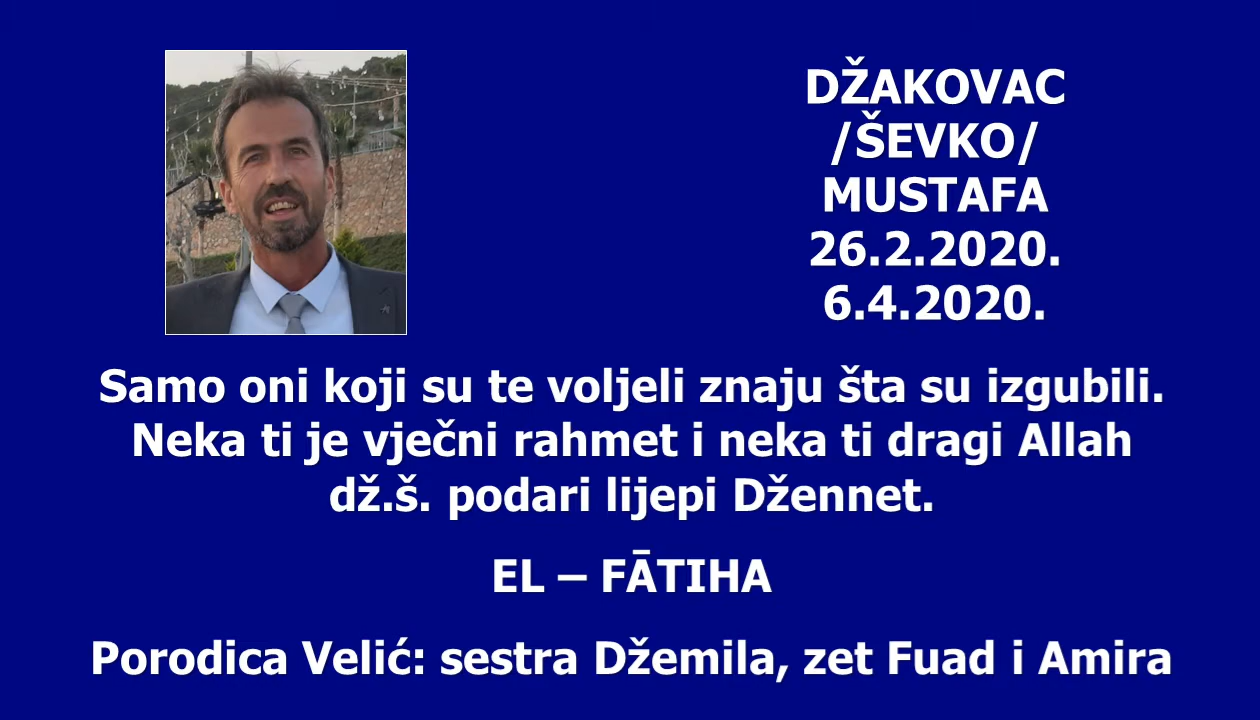 DŽAKOVAC
/ŠEVKO/
MUSTAFA
26.2.2020.
6.4.2020.
Samo oni koji su te voljeli znaju šta su izgubili.
Neka ti je vječni rahmet i neka ti dragi Allah
dž.š. podari lijepi Džennet.
EL – FĀTIHA
Porodica Velić: sestra Džemila, zet Fuad i Amira